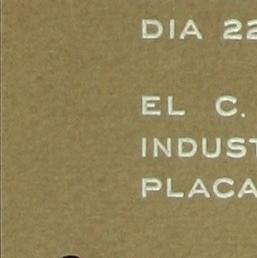 DIA 22
EL C.
INDUST
PLACA